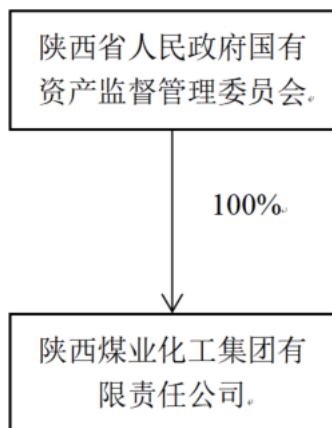 陕西省人民政府国有
资产监督管理委员会
100%
陕西煤业化工集团有
限责任公司